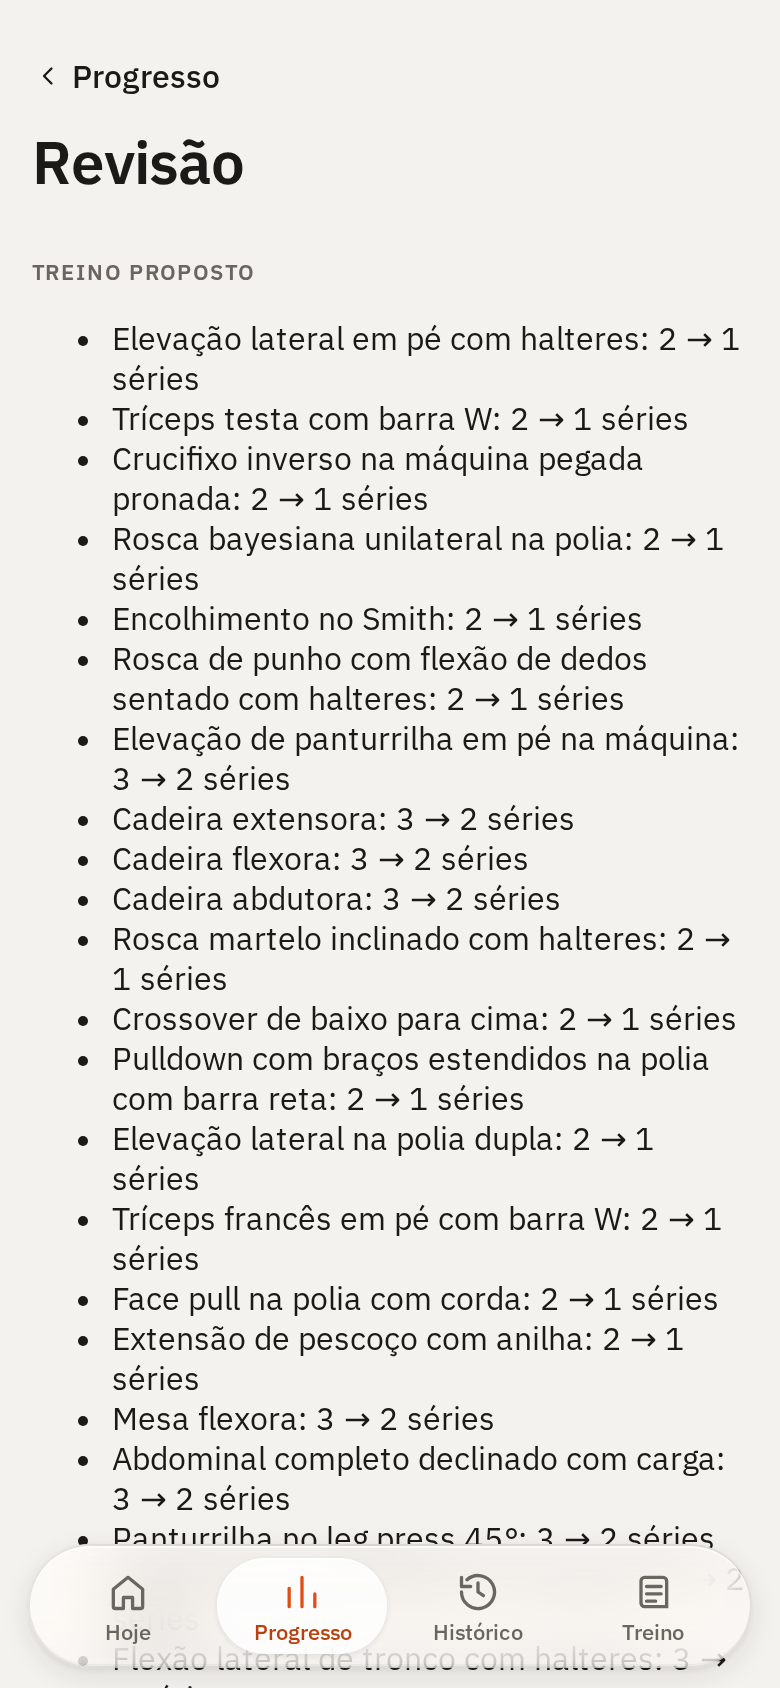 Progresso
Revisão
TREINO PROPOSTO
• Elevação lateral em pé com halteres: 2 → 1
séries
• Tríceps testa com barra W: 2 → 1 séries
• Crucifixo inverso na máquina pegada
pronada: 2 → 1 séries
• Rosca bayesiana unilateral na polia: 2 → 1
séries
• Encolhimento no Smith: 2 → 1 séries
• Rosca de punho com flexão de dedos
sentado com halteres: 2 → 1 séries
• Elevação de panturrilha em pé na máquina:
3 → 2 séries
• Cadeira extensora: 3 → 2 séries
• Cadeira flexora: 3 → 2 séries
• Cadeira abdutora: 3 → 2 séries
• Rosca martelo inclinado com halteres: 2 →
1 séries
• Crossover de baixo para cima: 2 → 1 séries
• Pulldown com braços estendidos na polia
com barra reta: 2 → 1 séries
• Elevação lateral na polia dupla: 2 → 1
séries
• Tríceps francês em pé com barra W: 2 → 1
séries
• Face pull na polia com corda: 2 → 1 séries
• Extensão de pescoço com anilha: 2 → 1
séries
• Mesa flexora: 3 → 2 séries
• Abdominal completo declinado com carga:
3 → 2 séries
• Panturrilha no leg press 45°: 3 → 2 séries
→ 2
séries
• Flexão lateral de tronco com halteres: 3 →
Hoje
Progresso
Histórico
Treino